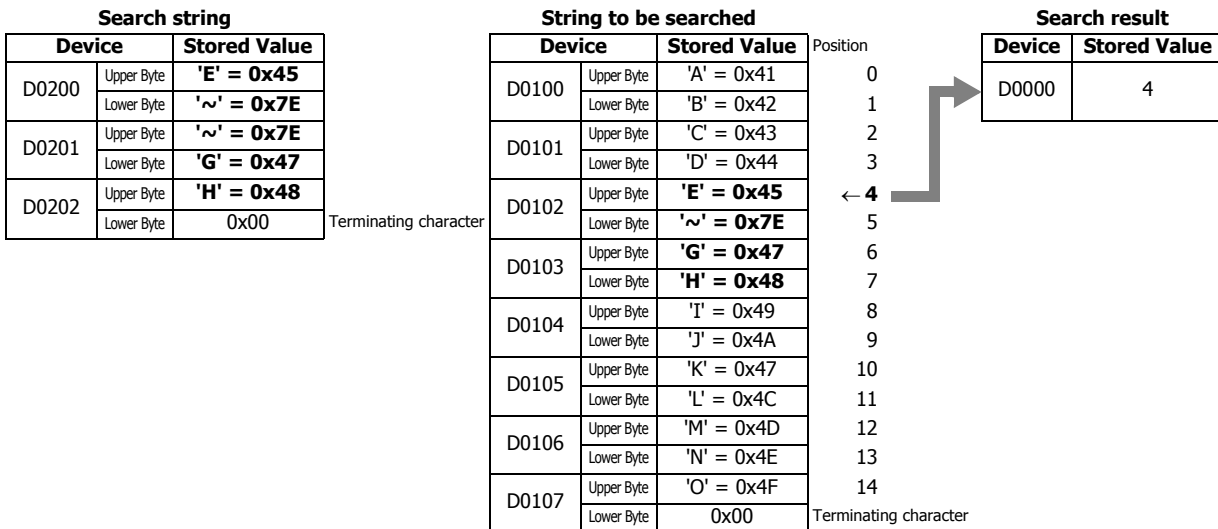 Search string
Device Stored Value
D0200 Upper Byte 'E' = 0x45
Lower Byte '~' = 0x7E
D0201 Upper Byte '~' = 0x7E
Lower Byte 'G' = 0x47
D0202 Upper Byte 'H' = 0x48
Lower Byte 0x00 Terminating character
String to be searched
Device Stored Value Position
D0100 Upper Byte 'A' = 0x41 0
Lower Byte 'B' = 0x42 1
D0101 Upper Byte 'C' = 0x43 2
Lower Byte 'D' = 0x44 3
D0102 Upper Byte 'E' = 0x45 ← 4
Lower Byte '~' = 0x7E 5
D0103 Upper Byte 'G' = 0x47 6
Lower Byte 'H' = 0x48 7
D0104 Upper Byte 'I' = 0x49 8
Lower Byte 'J' = 0x4A 9
D0105 Upper Byte 'K' = 0x47 10
Lower Byte 'L' = 0x4C 11
D0106 Upper Byte 'M' = 0x4D 12
Lower Byte 'N' = 0x4E 13
D0107 Upper Byte 'O' = 0x4F 14
Lower Byte 0x00 Terminating character
Search result
Device Stored Value
D0000 4